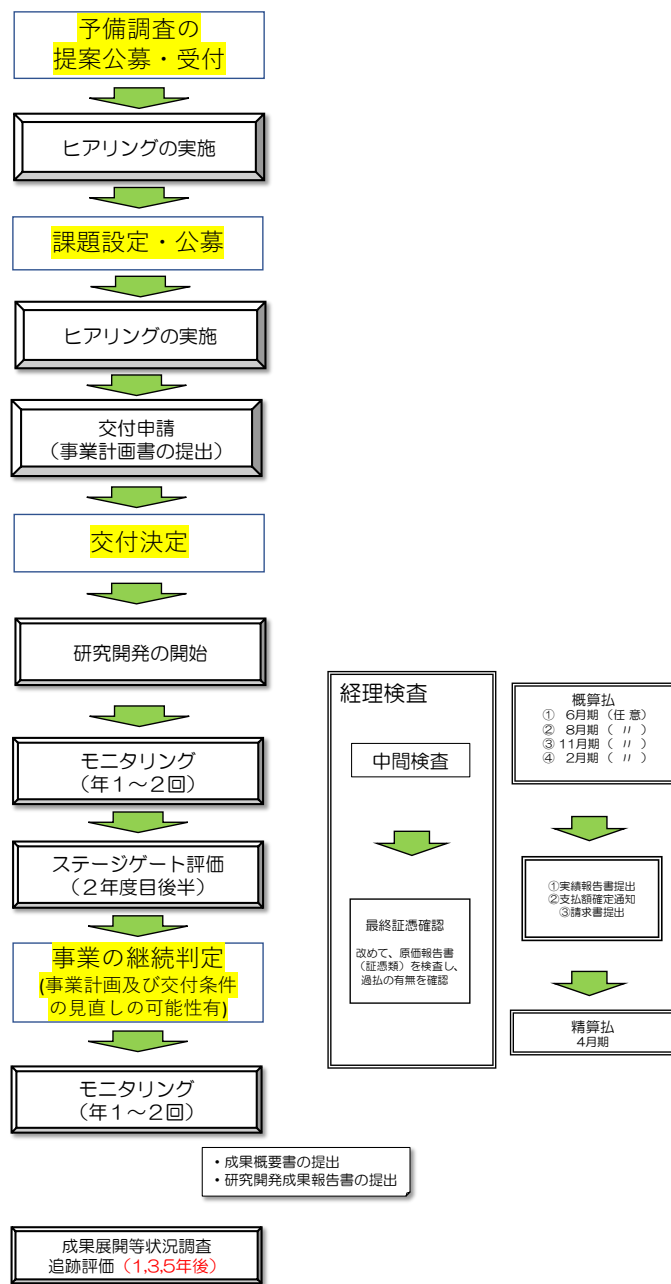 予備調査の
提案公募・受付
ヒアリングの実施
課題設定・公募
ヒアリングの実施
交付申請
（事業計画書の提出）
交付決定
研究開発の開始
モニタリング
（年１～２回）
ステージゲート評価
（２年度目後半）
事業の継続判定
(事業計画及び交付条件
の見直しの可能性有)
モニタリング
（年１～２回）
・成果概要書の提出
・研究開発成果報告書の提出
成果展開等状況調査
追跡評価（1,3,5年後）
経理検査
中間検査
最終証憑確認
改めて、原価報告書
（証憑類）を検査し、
過払の有無を確認
概算払
① 6月期（任 意）
② 8月期（ 〃 ）
③ 11月期（ 〃 ）
④ 2月期（ 〃 ）
①実績報告書提出
②支払額確定通知
③請求書提出
精算払
4月期